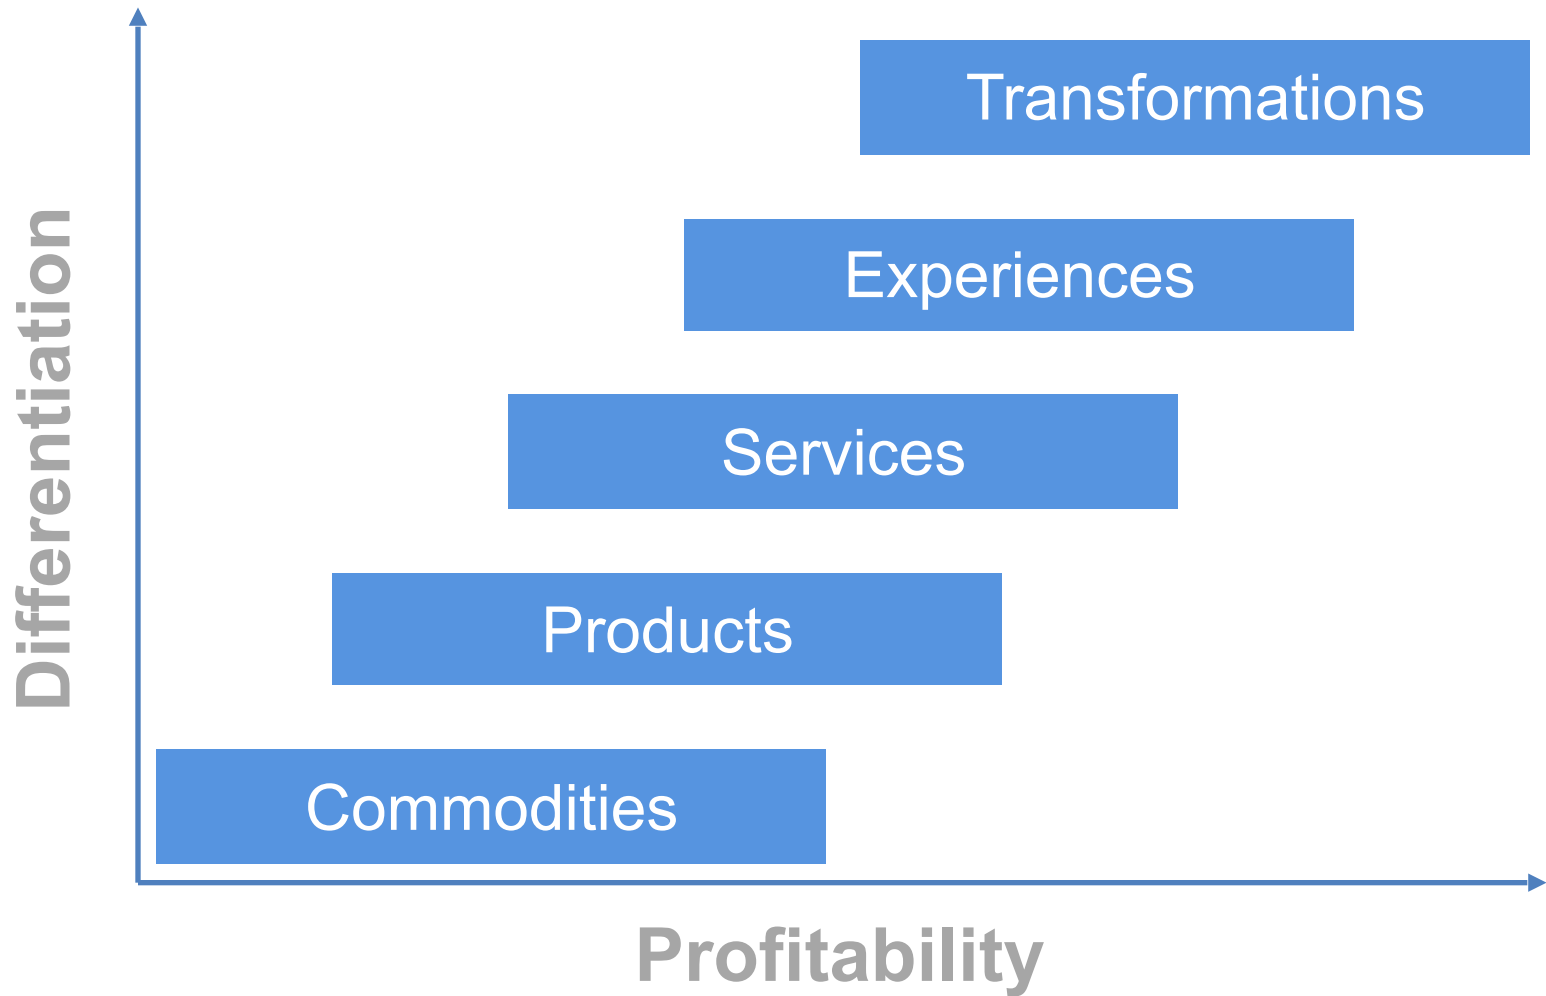 Transformations
Experiences
Services
Products
Commodities
Differentiation
Profitability